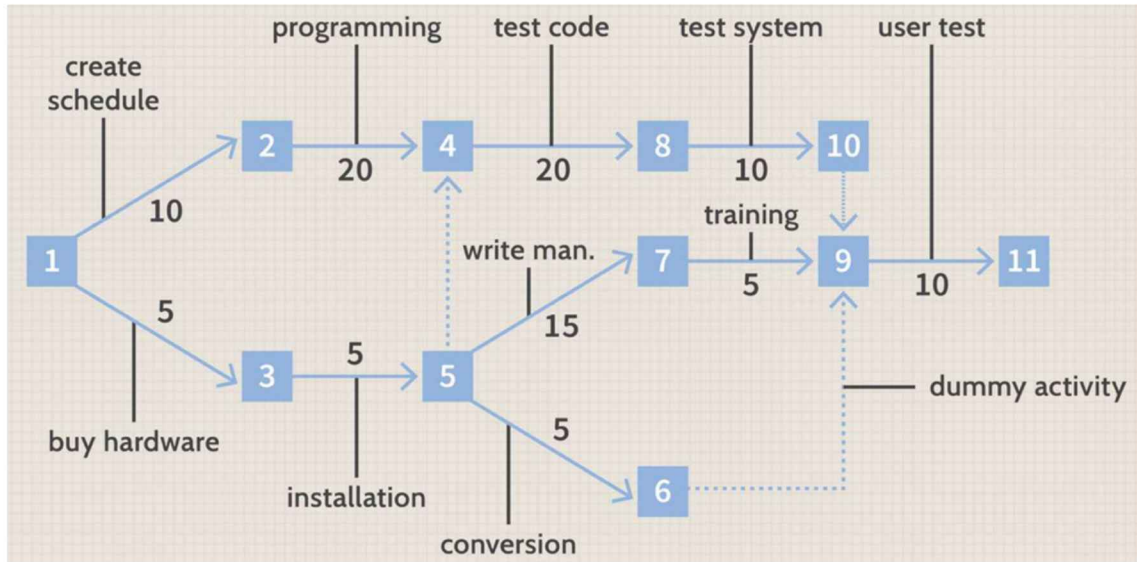 programming
test code
test system
user test
create
schedule
2
4
8
10
20
20
10
10
training
1
write man.
7
9
11
5
5
10
15
5
3
5
dummy activity
5
buy hardware
6
installation
conversion